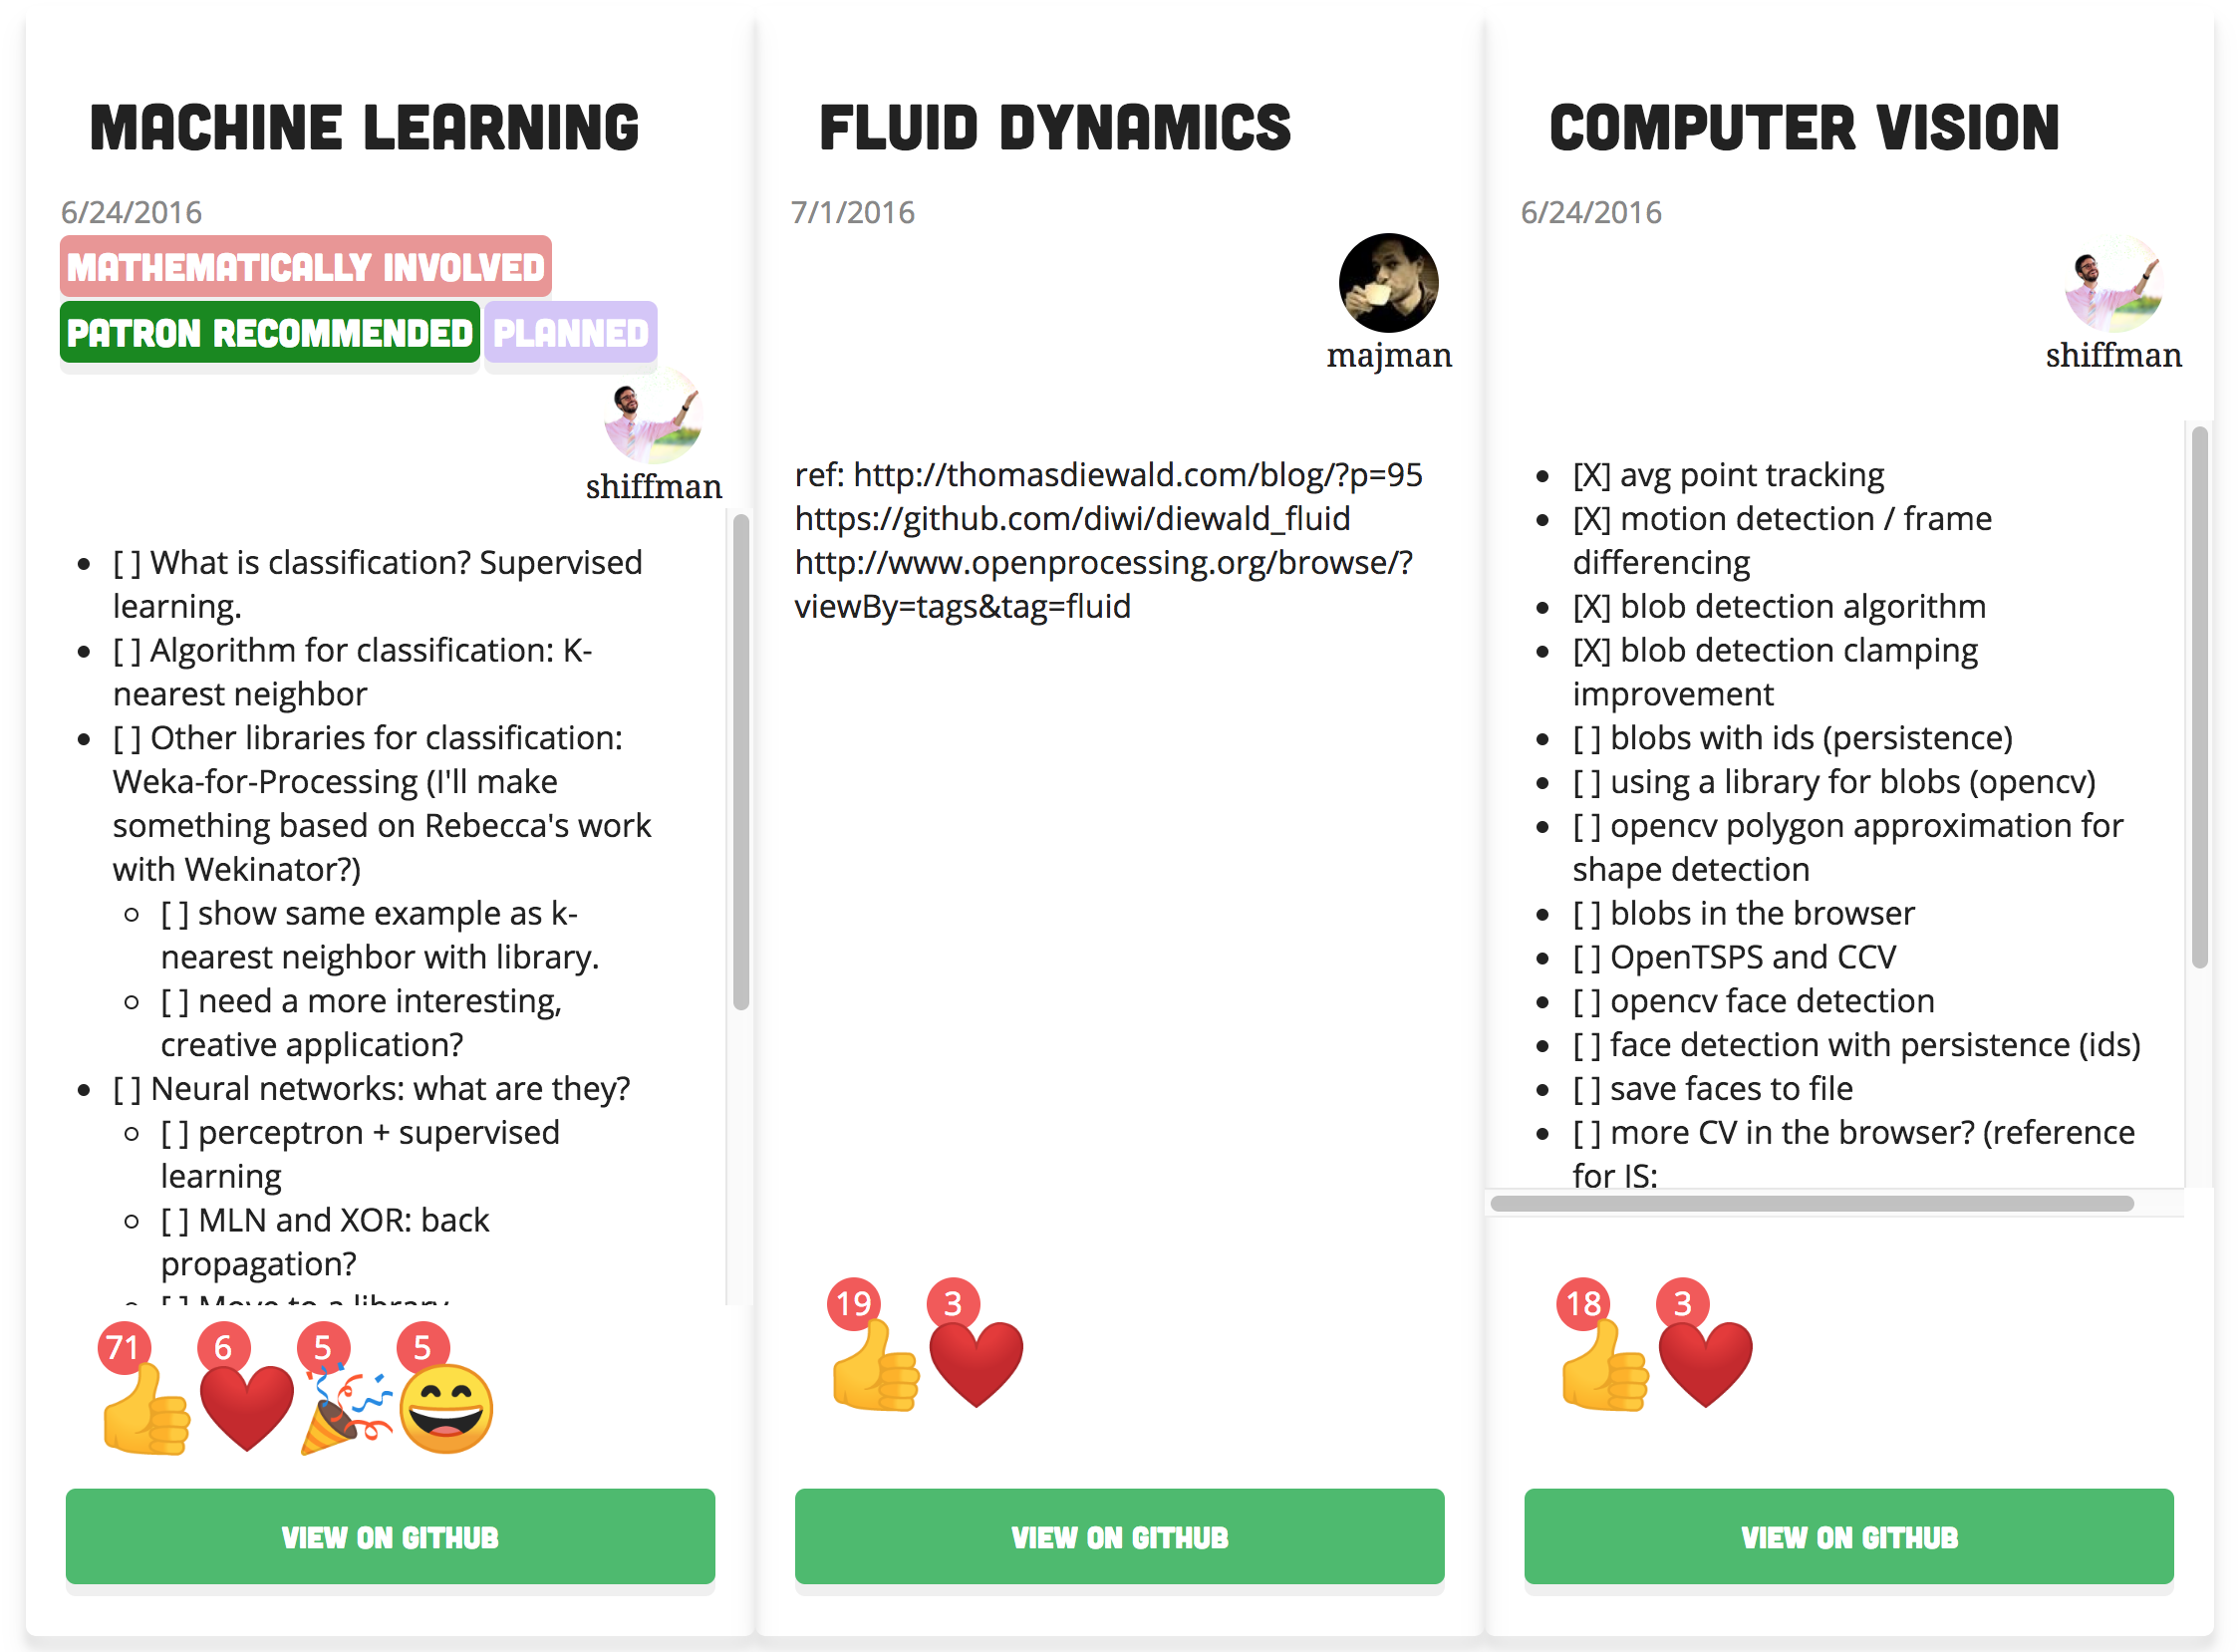 MACHINE LEARNING
6/24/2016
MATHEMATICALLY INVOLVED
PATRON RECOMMENDED PLANNED
shiffman
[ ] What is classification? Supervised
learning.
[ ] Algorithm for classification: K-
nearest neighbor
[ ] Other libraries for classification:
Weka-for-Processing (I'll make
something based on Rebecca's work
with Wekinator?)
[ ] show same example as k-
nearest neighbor with library.
[ ] need a more interesting,
creative application?
[ ] Neural networks: what are they?
[ ] perceptron + supervised
learning
[ ] MLN and XOR: back
propagation?
[ ] Move to a library
71 6 5 5
VIEW ON GITHUB
FLUID DYNAMICS
7/1/2016
majman
ref: http://thomasdiewald.com/blog/?p=95
https://github.com/diwi/diewald_fluid
http://www.openprocessing.org/browse/?
viewBy=tags&tag=fluid
19 3
VIEW ON GITHUB
COMPUTER VISION
6/24/2016
shiffman
[X] avg point tracking
[X] motion detection / frame
differencing
[X] blob detection algorithm
[X] blob detection clamping
improvement
[ ] blobs with ids (persistence)
[ ] using a library for blobs (opencv)
[ ] opencv polygon approximation for
shape detection
[ ] blobs in the browser
[ ] OpenTSPS and CCV
[ ] opencv face detection
[ ] face detection with persistence (ids)
[ ] save faces to file
[ ] more CV in the browser? (reference
for JS:
18 3
VIEW ON GITHUB